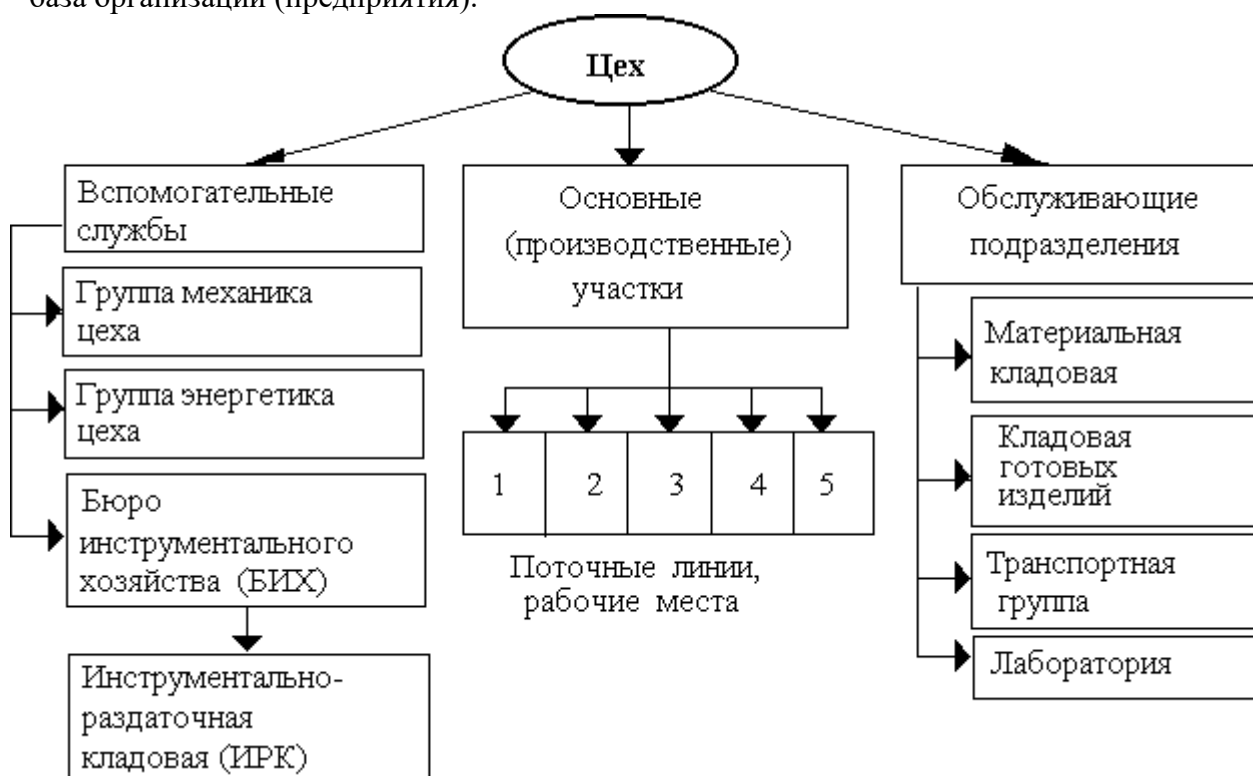 база организации (предприятия).
Цех
Вспомогательные
службы
Группа механика
цеха
Группа энергетика
цеха
Бюро
инструментального
хозяйства (БИХ)
Инструментально-
раздаточная
кладовая (ИРК)
Основные
(производственные)
участки
1 2 3 4 5
Поточные линии,
рабочие места
Обслуживающие
подразделения
Материальная
кладовая
Кладовая
готовых
изделий
Транспортная
группа
Лаборатория